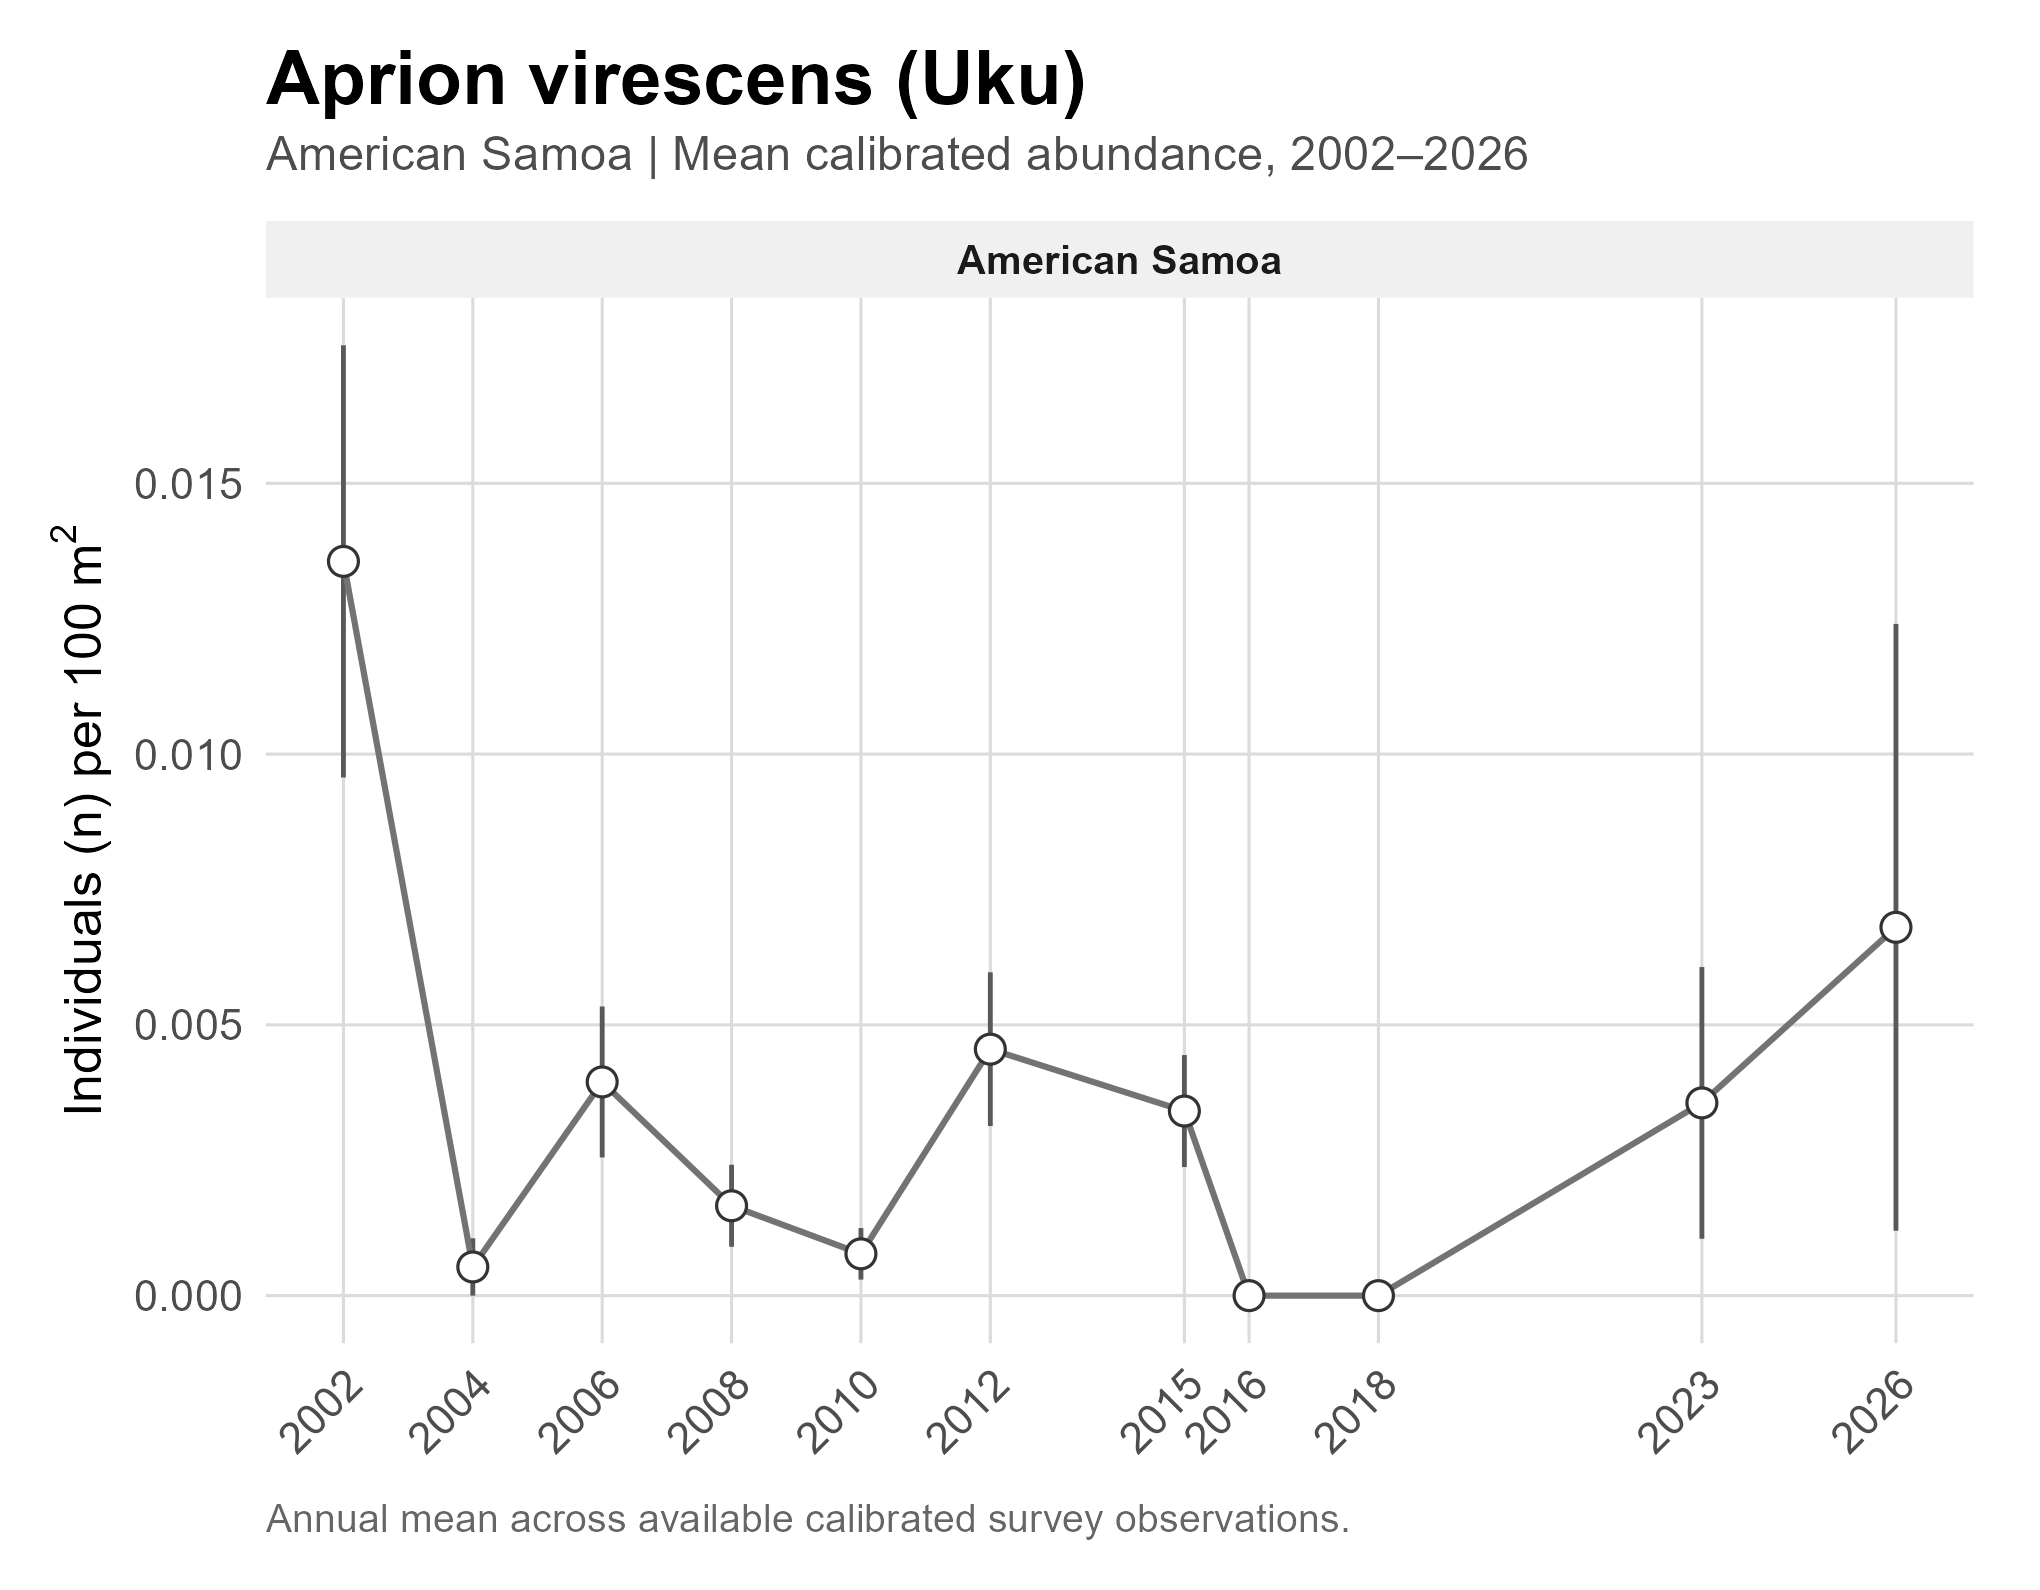 Aprion virescens (Uku)
American Samoa | Mean calibrated abundance, 2002–2026
American Samoa
Individuals (n) per 100 m²
0.015
0.010
0.005
0.000
2002 2004 2006 2008 2010 2012 2015 2016 2018 2023 2026
Annual mean across available calibrated survey observations.